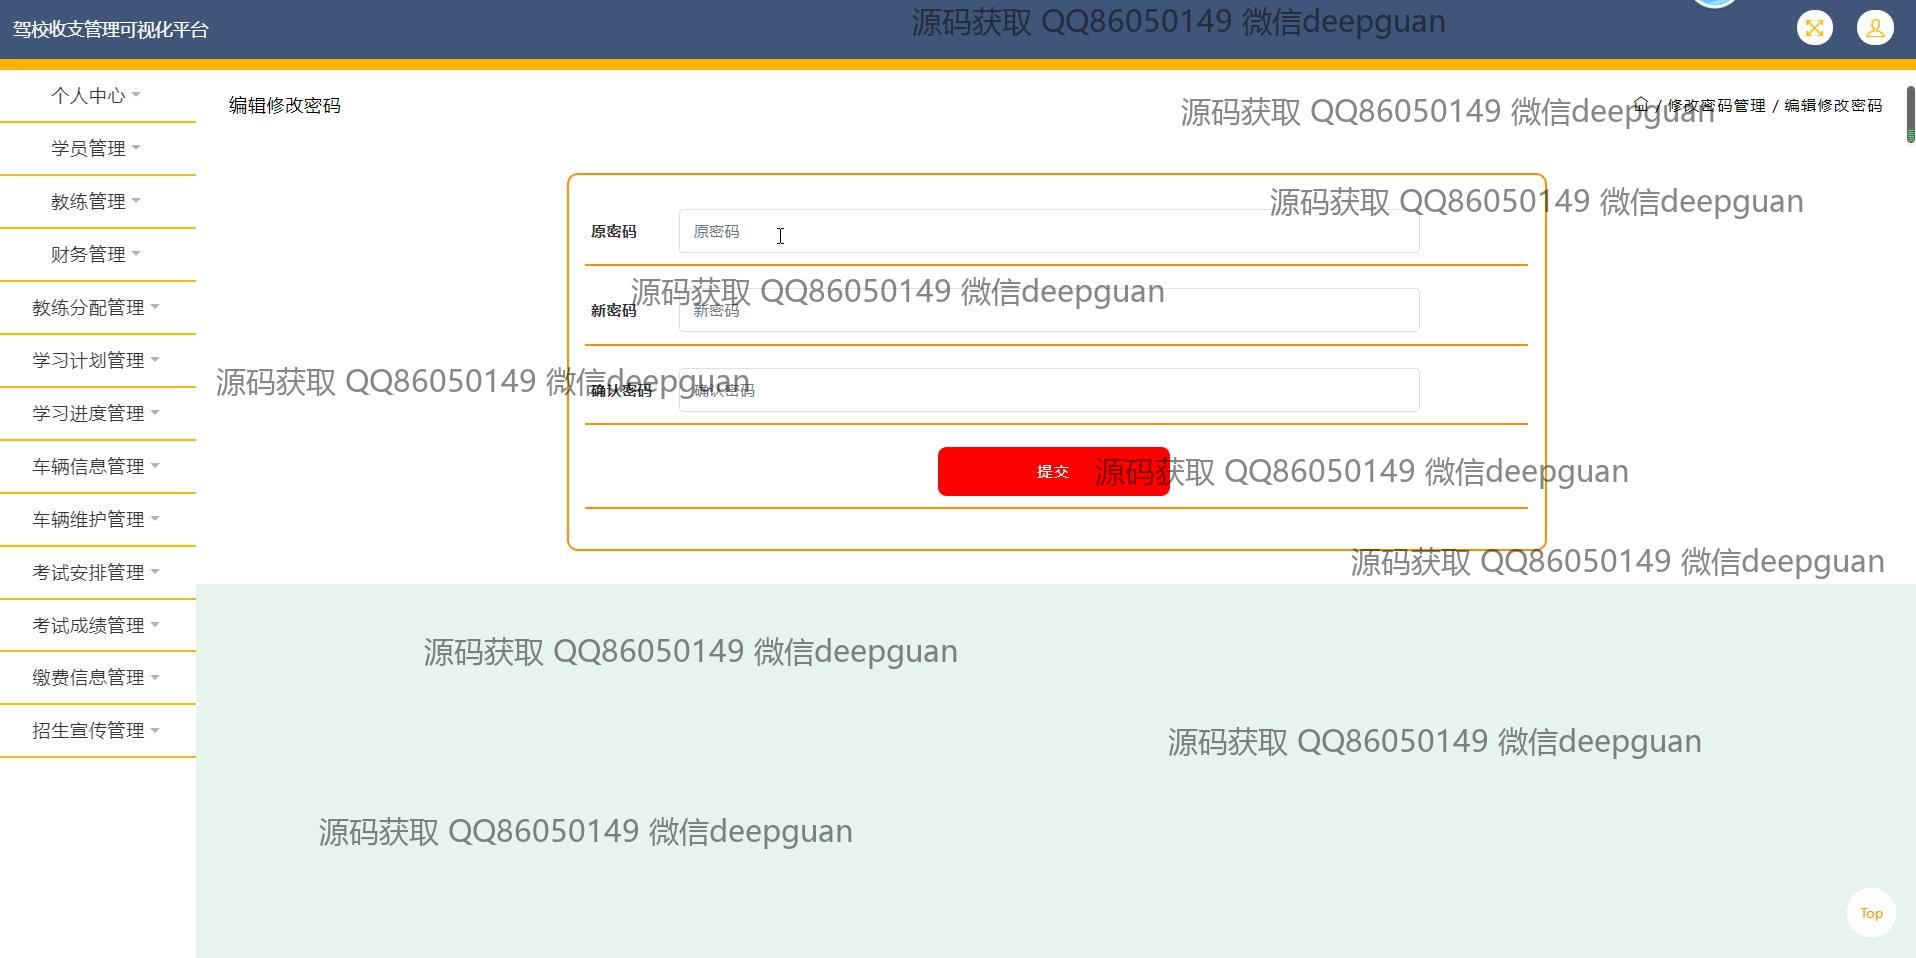 驾校收支管理可视化平台
源码获取 QQ86050149 微信deepguan
个人中心
学员管理
教练管理
财务管理
教练分配管理
学习计划管理
学习进度管理
车辆信息管理
车辆维护管理
考试安排管理
考试成绩管理
缴费信息管理
招生宣传管理
编辑修改密码
/ 修改密码管理 / 编辑修改密码
源码获取 QQ86050149 微信deepguan
源码获取 QQ86050149 微信deepguan
原密码 原密码
源码获取 QQ86050149 微信deepguan
新密码 新密码
源码获取 QQ86050149 微信deepguan
确认密码 确认密码
提交
源码获取 QQ86050149 微信deepguan
源码获取 QQ86050149 微信deepguan
源码获取 QQ86050149 微信deepguan
源码获取 QQ86050149 微信deepguan
源码获取 QQ86050149 微信deepguan
Top